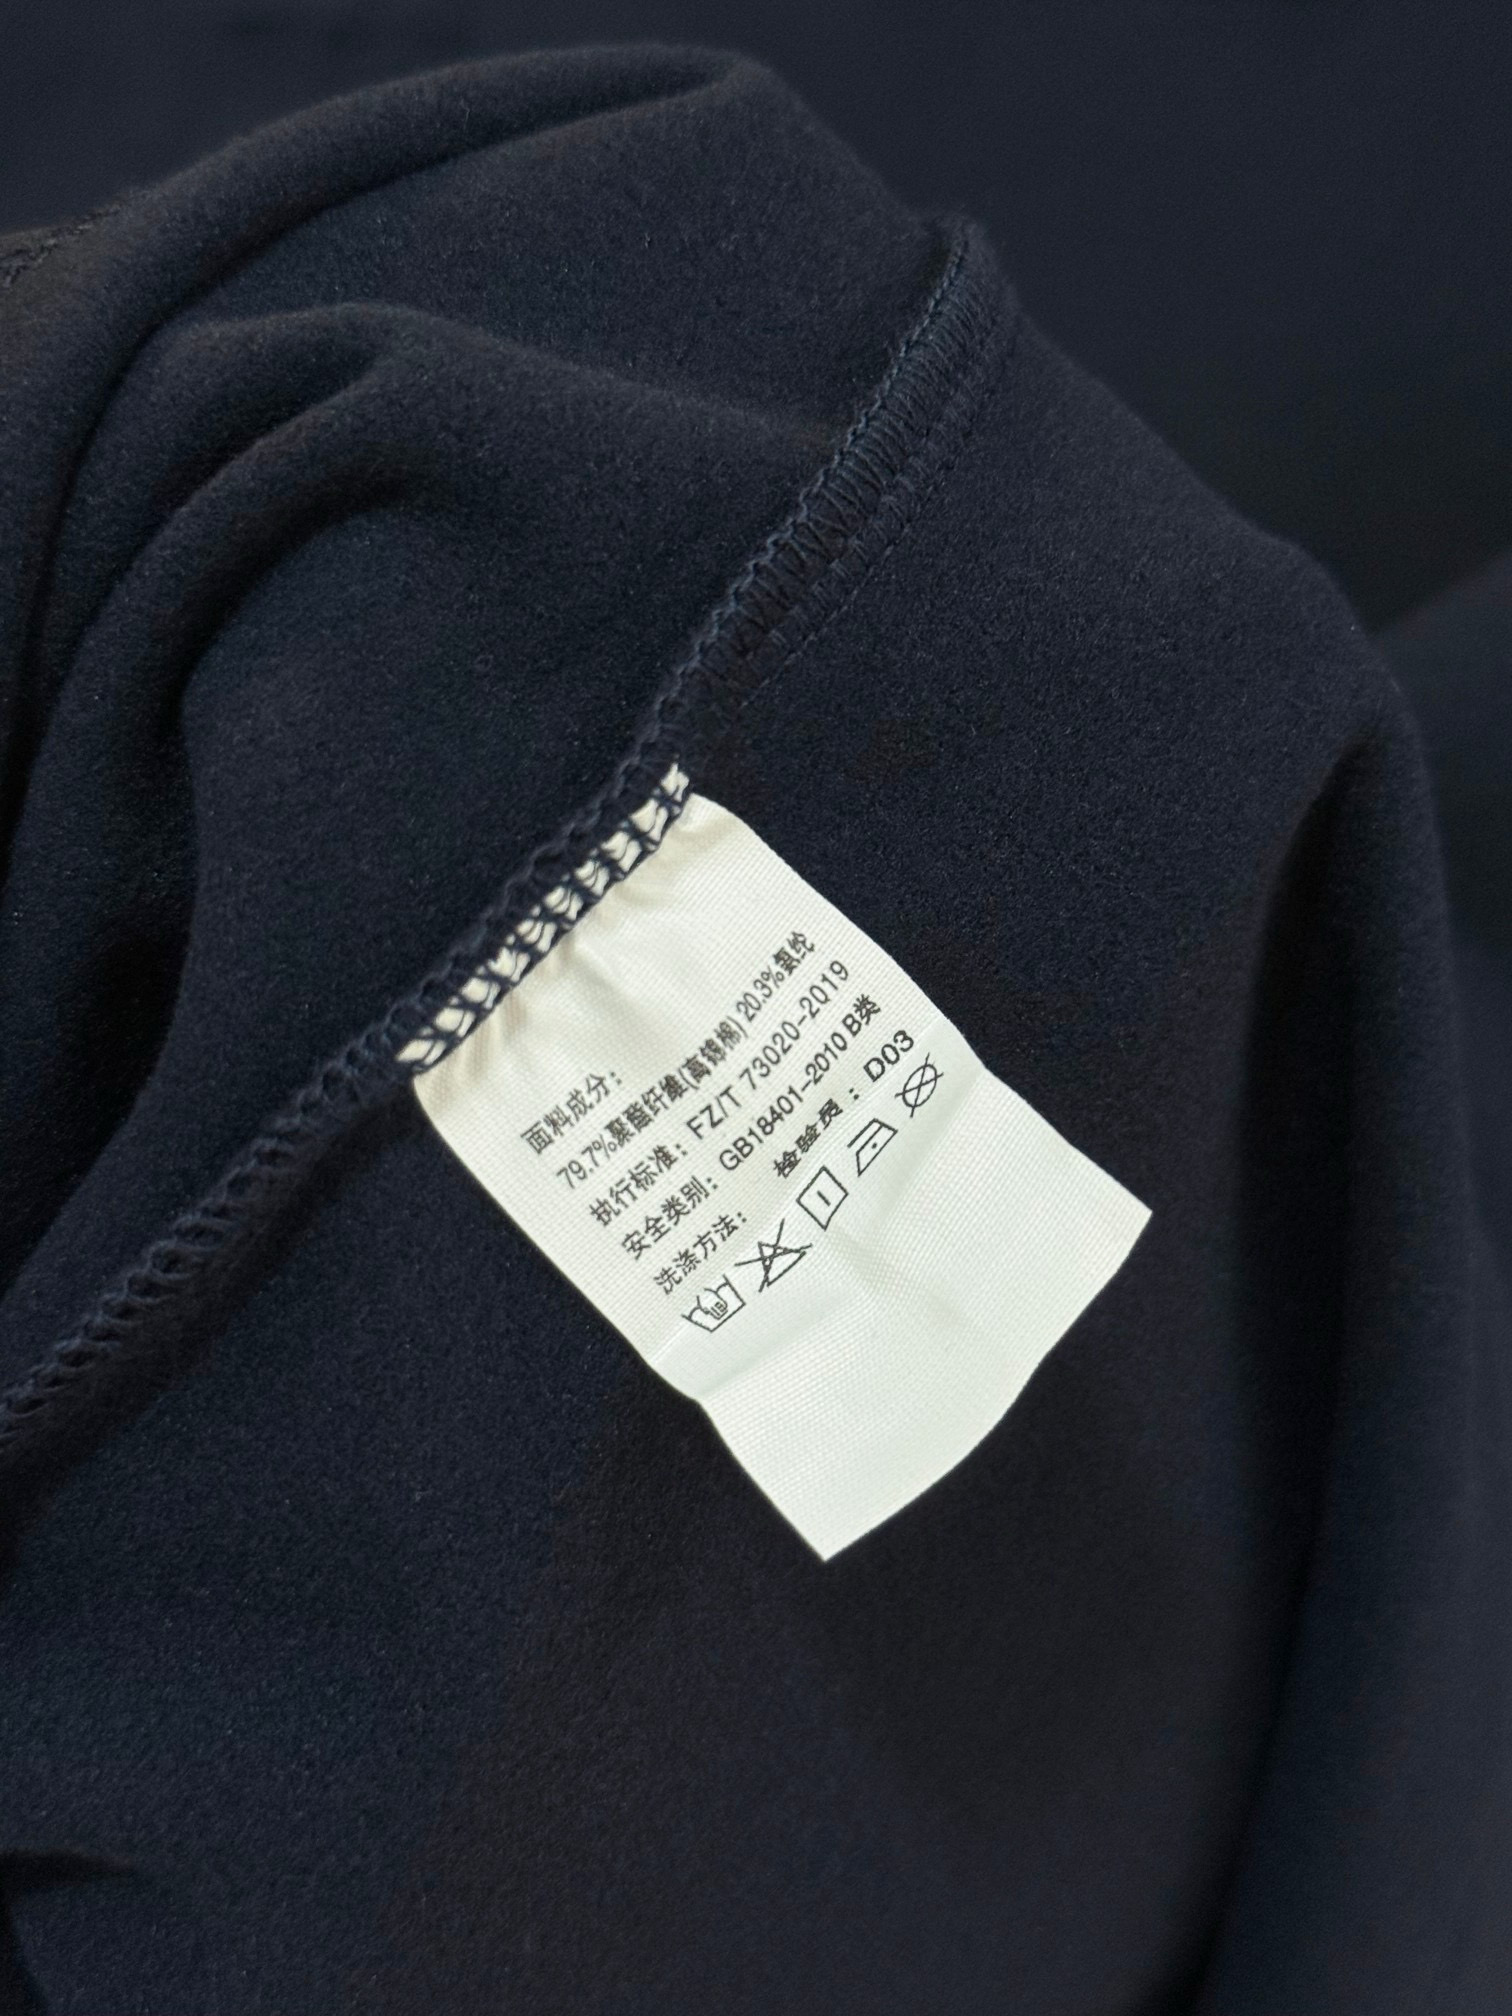 面料成分：
79.7%聚酯纤维(高锦棉) 20.3%氨纶
执行标准： FZ/T 73020-2019
安全类别： GB18401-2010 B类
洗涤方法： 检验员： D03